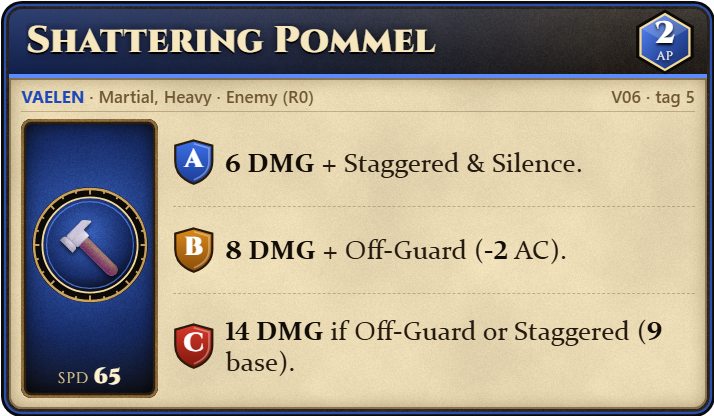 SHATTERING POMMEL
2
AP
VAELEN · Martial, Heavy · Enemy (R0)
V06 · tag 5
A
6 DMG + Staggered & Silence.
B
8 DMG + Off-Guard (-2 AC).
C
14 DMG if Off-Guard or Staggered (9
base).
SPD 65